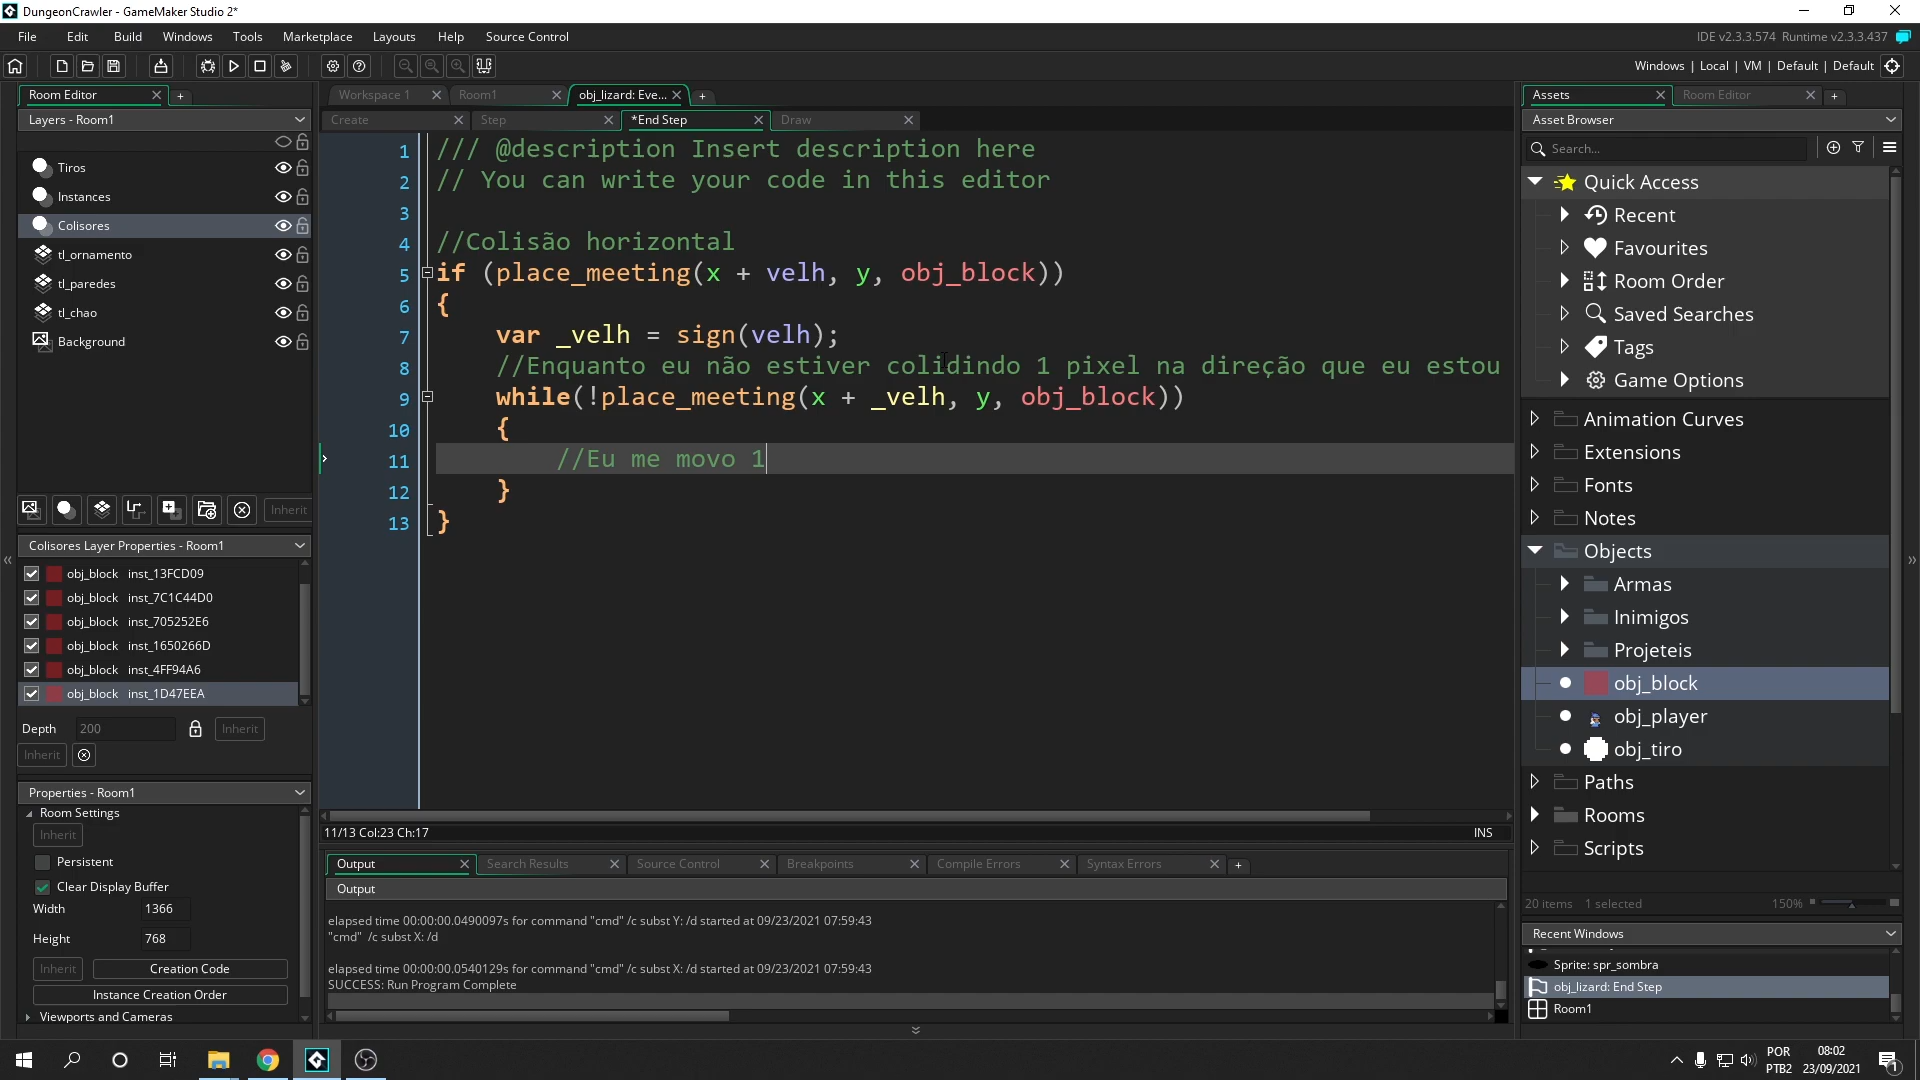 DungeonCrawler - GameMaker Studio 2*
File Edit Build Windows Tools Marketplace Layouts Help Source Control
IDE v2.3.3.574 Runtime v2.3.3.437
Windows | Local | VM | Default | Default
Room Editor
Layers - Room1
Tiros
Instances
Colisores
tl_ornamento
tl_paredes
tl_chao
Background
Inherit
Colisores Layer Properties - Room1
obj_block inst_13FCD09
obj_block inst_7C1C44D0
obj_block inst_705252E6
obj_block inst_1650266D
obj_block inst_4FF94A6
obj_block inst_1D47EEA
Depth 200 Inherit
Inherit
Properties - Room1
Room Settings
Inherit
Persistent
Clear Display Buffer
Width 1366
Height 768
Inherit Creation Code
Instance Creation Order
Viewports and Cameras
Workspace 1 Room1 obj_lizard: Eve...
Create Step *End Step Draw
1 /// @description Insert description here
2 // You can write your code in this editor
3
4 //Colisão horizontal
5 if (place_meeting(x + velh, y, obj_block))
6 {
7 var _velh = sign(velh);
8 //Enquanto eu não estiver colidindo 1 pixel na direção que eu estou
9 while(!place_meeting(x + _velh, y, obj_block))
10 {
11 //Eu me movo 1
12 }
13 }
11/13 Col:23 Ch:17 INS
Output Search Results Source Control Breakpoints Compile Errors Syntax Errors
Output
elapsed time 00:00:00.0490097s for command "cmd" /c subst Y: /d started at 09/23/2021 07:59:43
"cmd" /c subst X: /d
elapsed time 00:00:00.0540129s for command "cmd" /c subst X: /d started at 09/23/2021 07:59:43
SUCCESS: Run Program Complete
Assets Room Editor
Asset Browser
Search...
Quick Access
Recent
Favourites
Room Order
Saved Searches
Tags
Game Options
Animation Curves
Extensions
Fonts
Notes
Objects
Armas
Inimigos
Projeteis
obj_block
obj_player
obj_tiro
Paths
Rooms
Scripts
20 items 1 selected 150%
Recent Windows
Sprite: spr_sombra
obj_lizard: End Step
Room1
POR
PTB2
08:02
23/09/2021
1